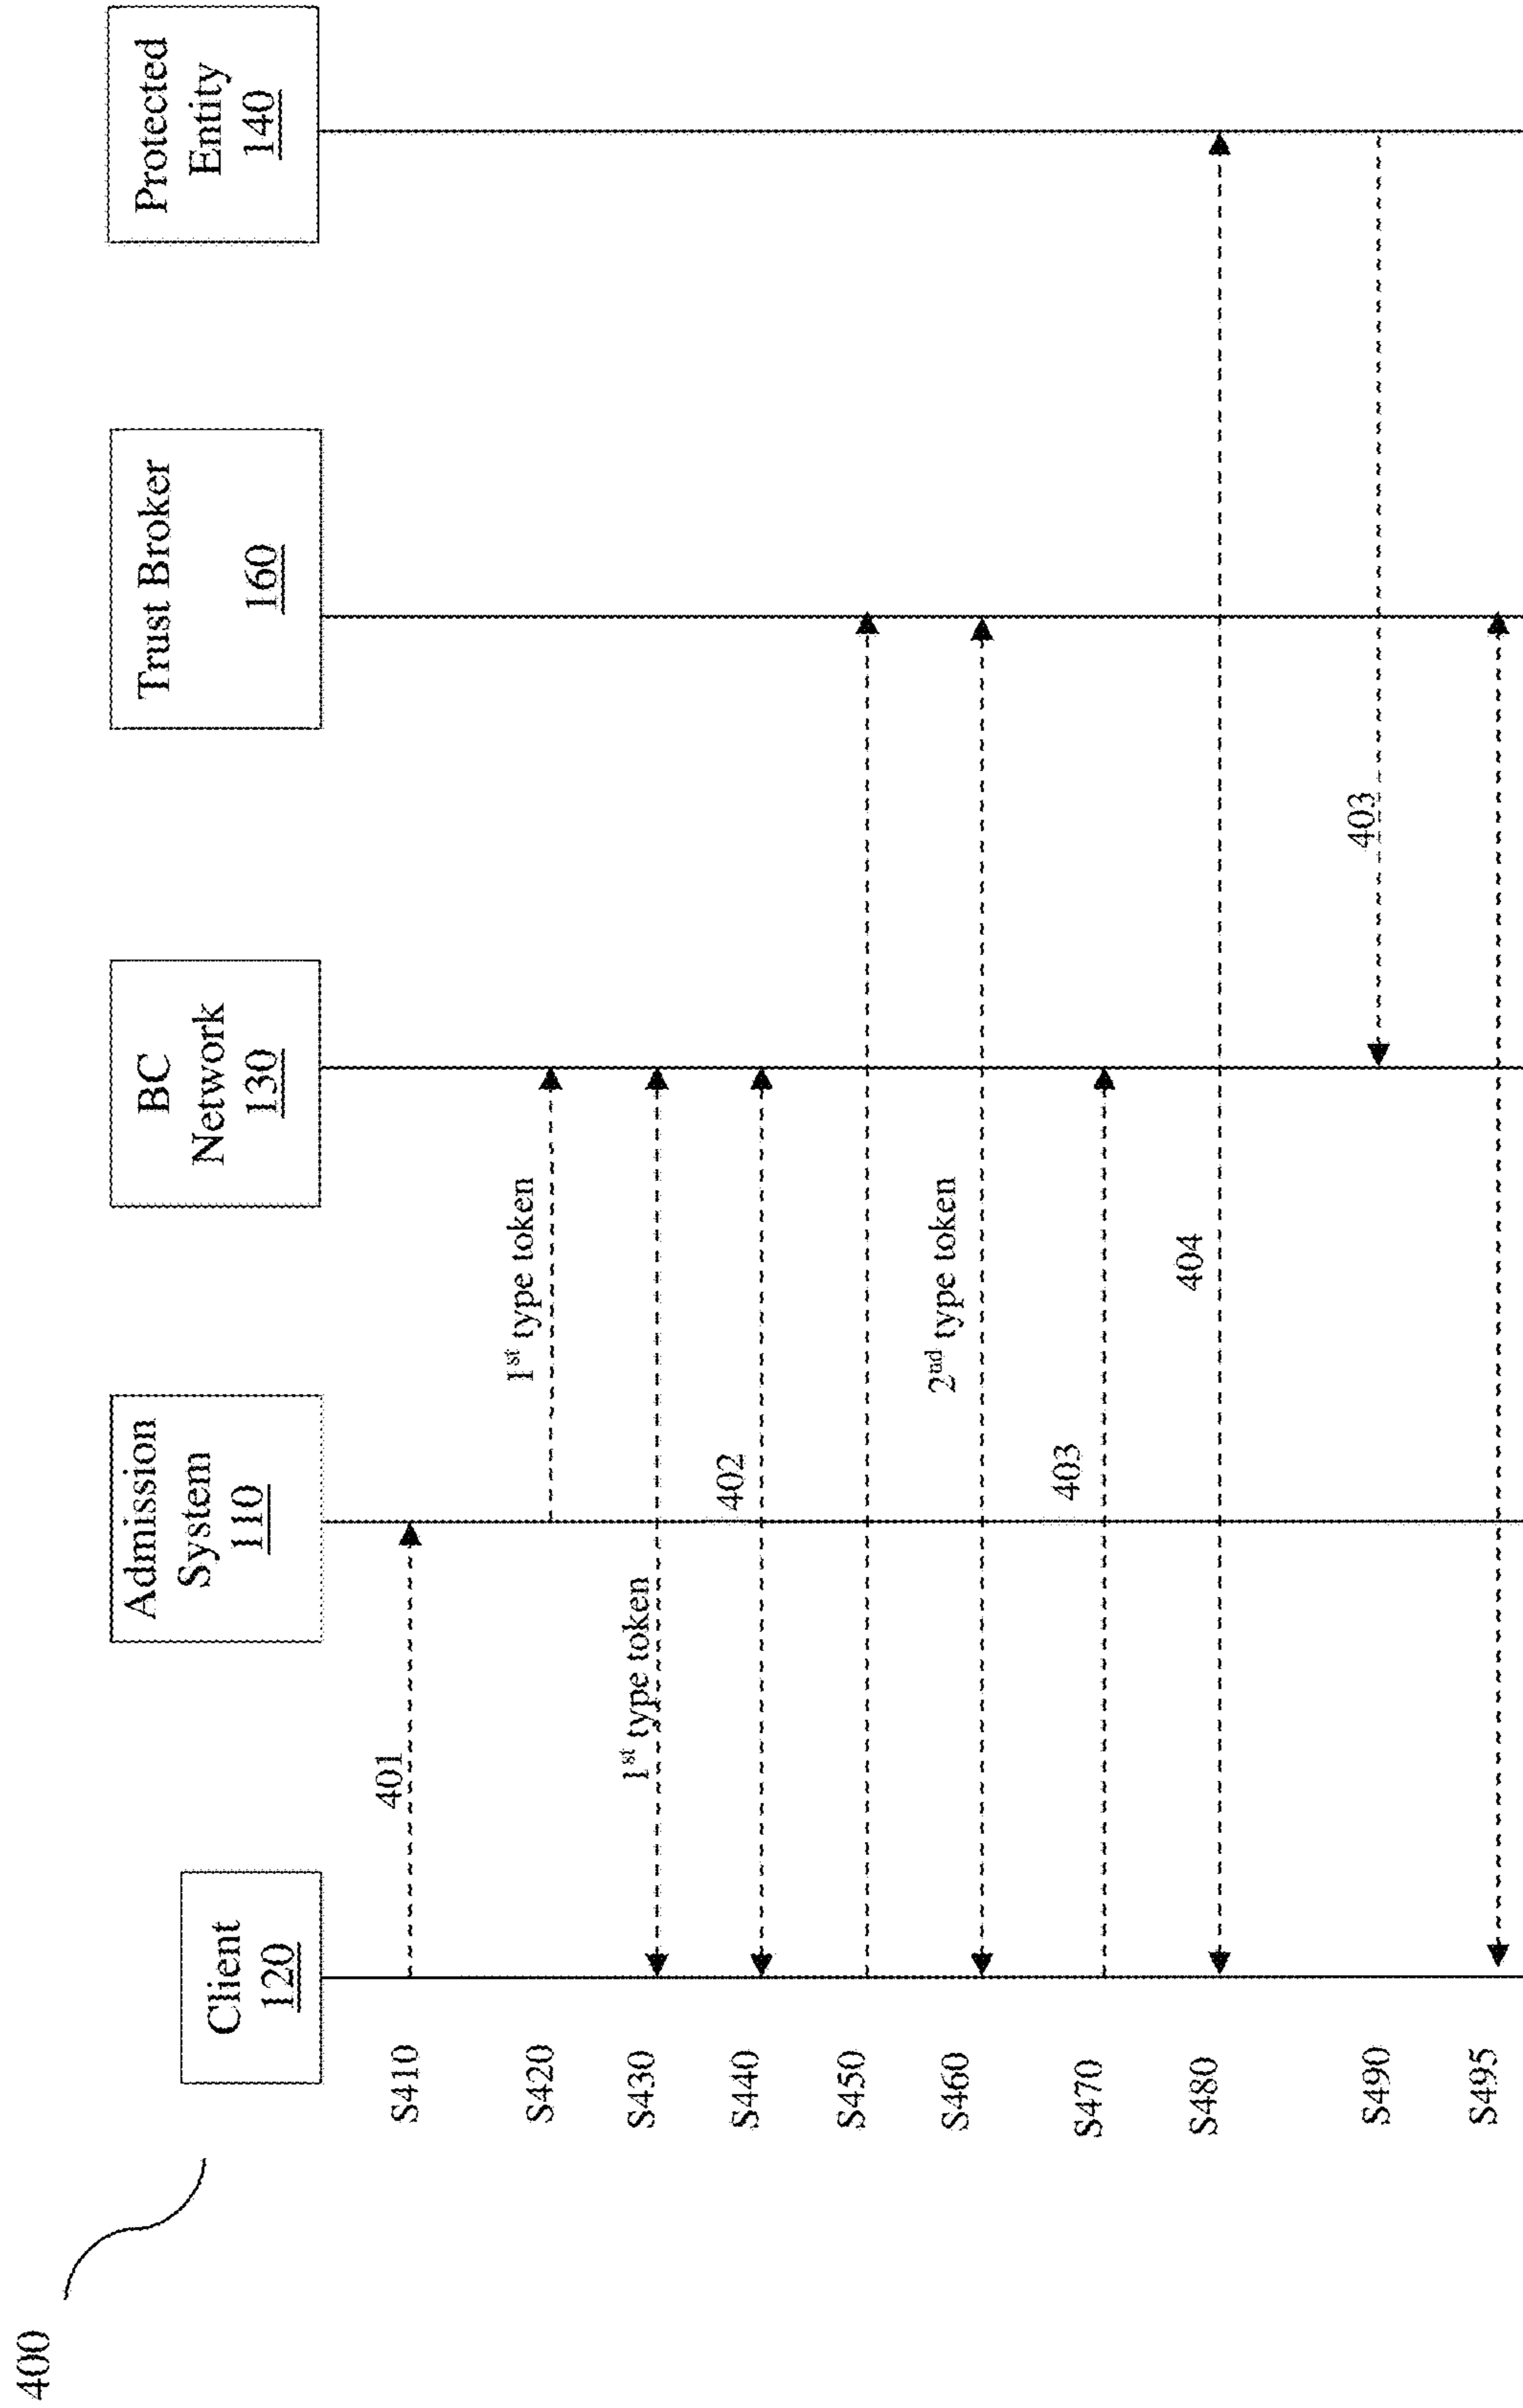 400
Client
120
Admission
System
110
BC
Network
130
Trust Broker
160
Protected
Entity
140
S410
401
S420
1st type token
S430
1st type token
S440
402
S450
S460
2nd type token
S470
403
S480
404
S490
403
S495